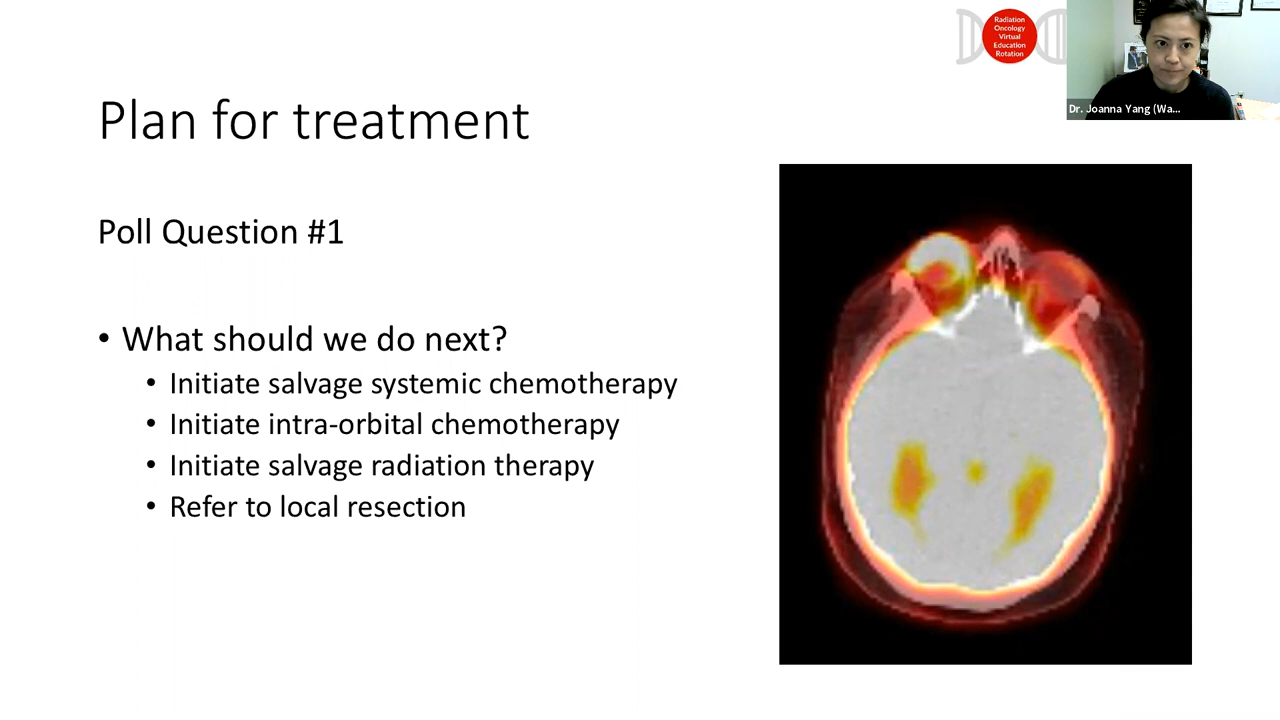 Radiation
Oncology
Virtual
Education
Rotation
Dr. Joanna Yang (Wa...
Plan for treatment
Poll Question #1
• What should we do next?
• Initiate salvage systemic chemotherapy
• Initiate intra-orbital chemotherapy
• Initiate salvage radiation therapy
• Refer to local resection